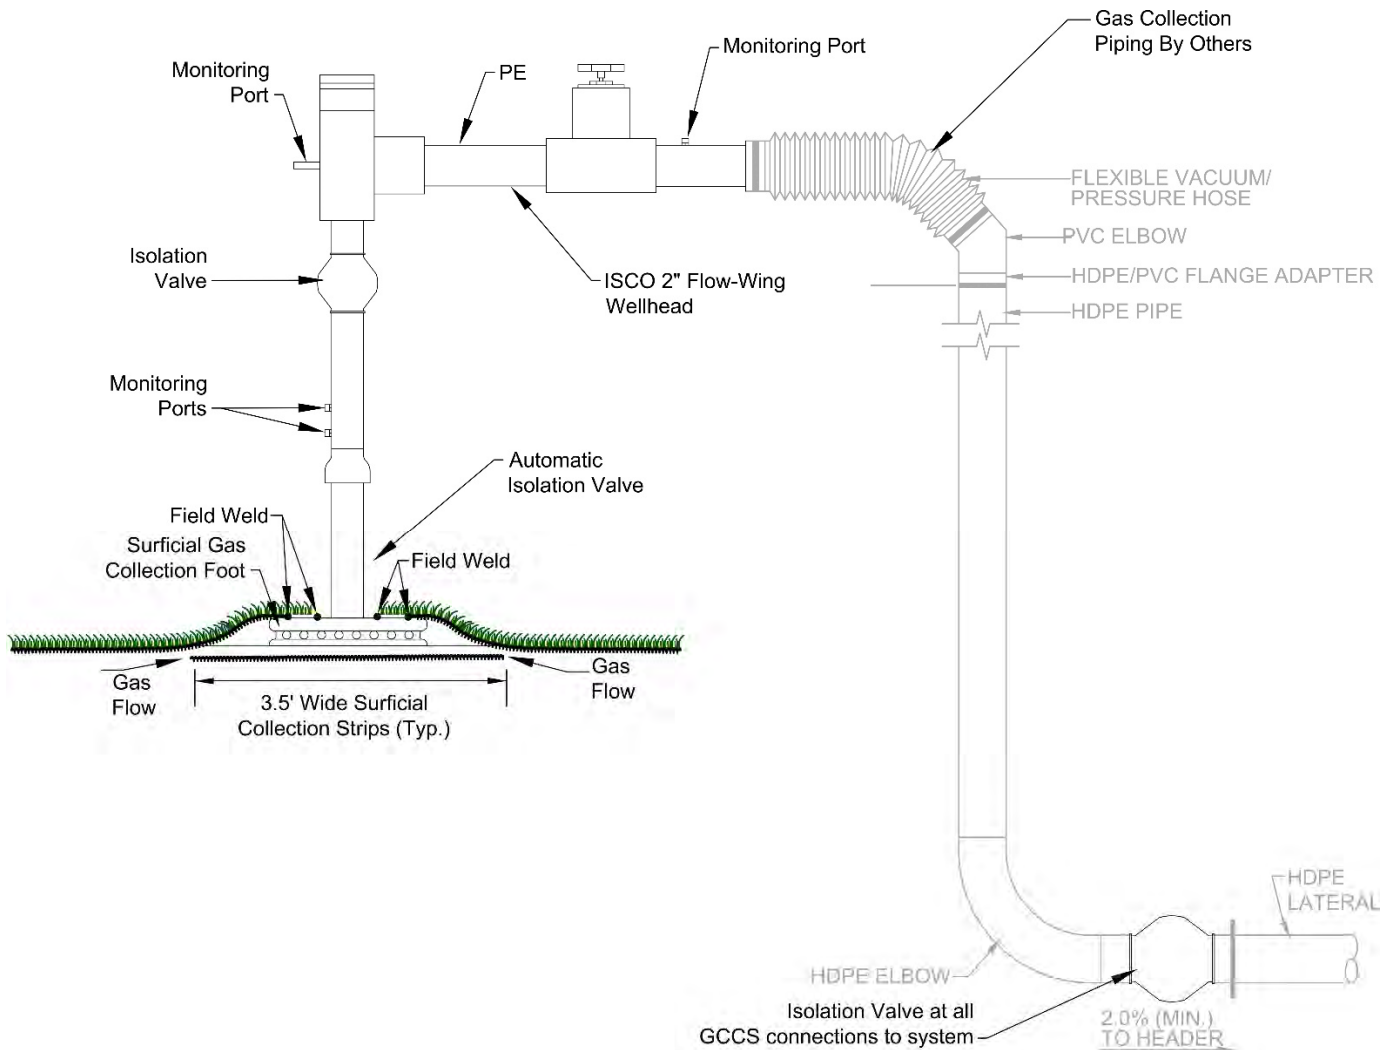 Gas Collection
Piping By Others
Monitoring Port
PE
Monitoring
Port
FLEXIBLE VACUUM/
PRESSURE HOSE
PVC ELBOW
Isolation
Valve
HDPE/PVC FLANGE ADAPTER
ISCO 2" Flow-Wing
Wellhead
HDPE PIPE
Monitoring
Ports
Automatic
Isolation Valve
Field Weld
Surficial Gas
Collection Foot
Field Weld
Gas
Flow
Gas
Flow
3.5' Wide Surficial
Collection Strips (Typ.)
HDPE
LATERAL
HDPE ELBOW
Isolation Valve at all
GCCS connections to system
2.0% (MIN.)
TO HEADER